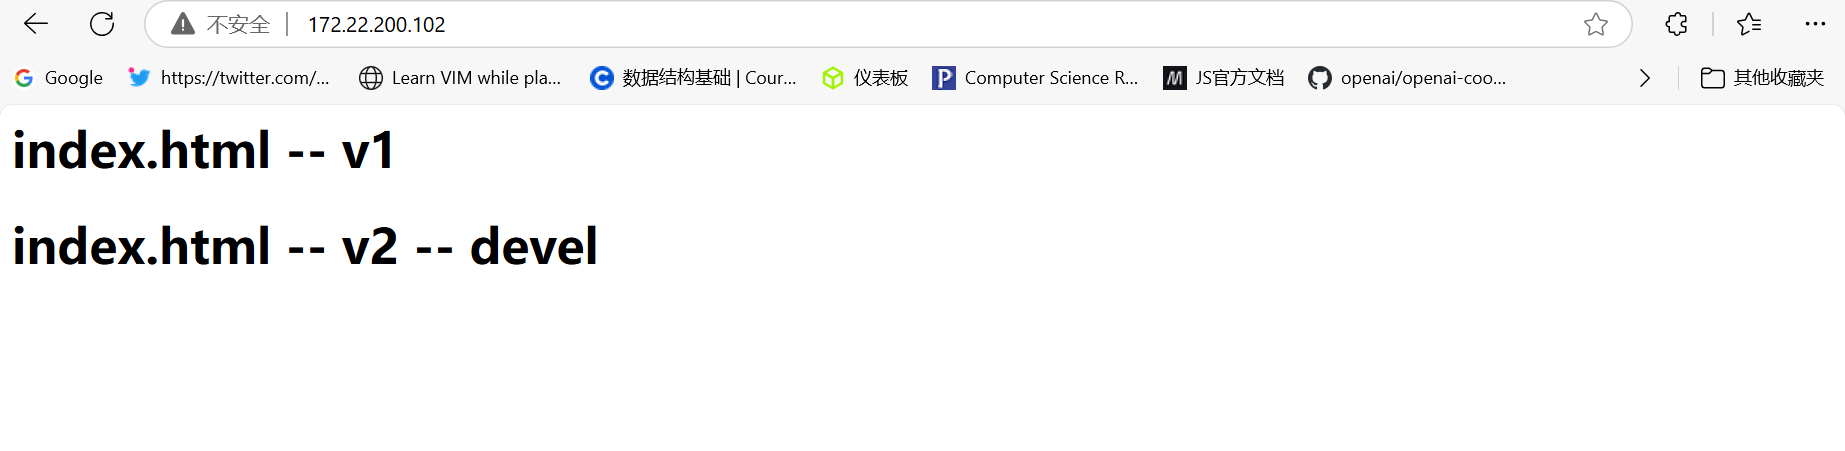 不安全 172.22.200.102
Google https://twitter.com/... Learn VIM while pla... 数据结构基础 | Cour... 仪表板 Computer Science R... JS官方文档 openai/openai-coo... 其他收藏夹
index.html -- v1
index.html -- v2 -- devel